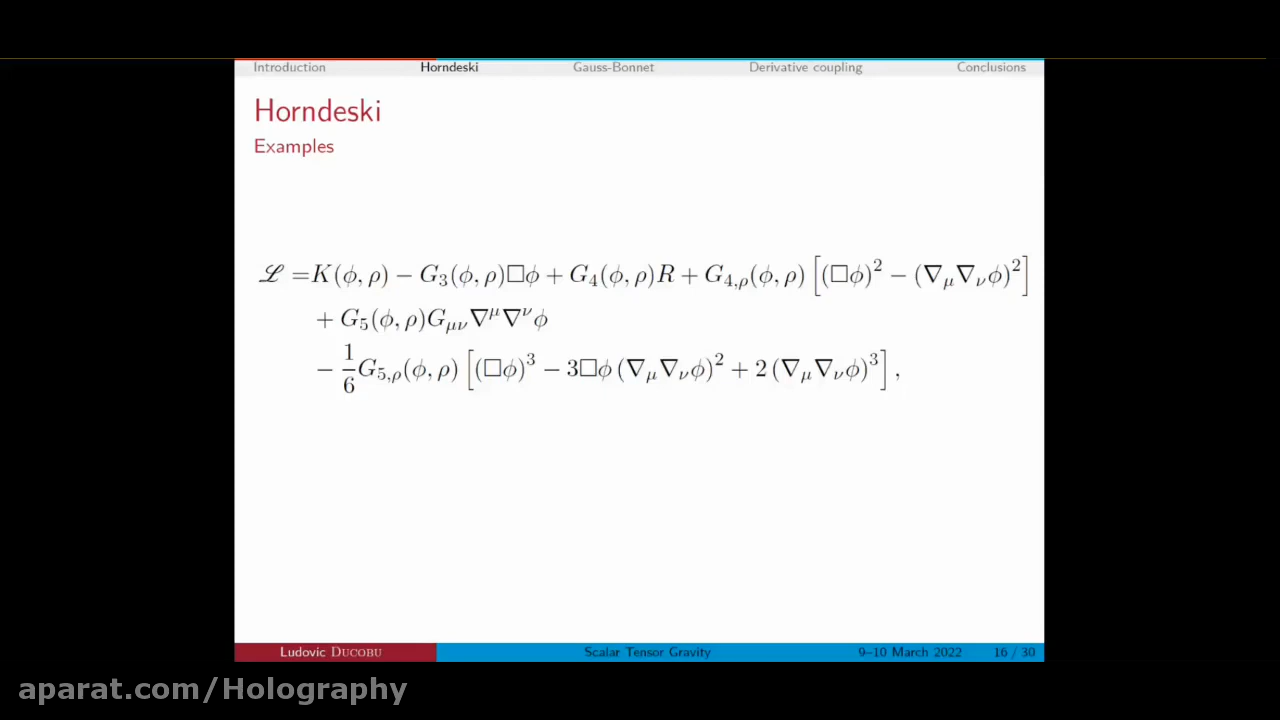 Introduction Horndeski Gauss-Bonnet Derivative coupling Conclusions
Horndeski
Examples
ℒ =K(ϕ, ρ) − G₃(ϕ, ρ)□ϕ + G₄(ϕ, ρ)R + G₄,ρ(ϕ, ρ) [(□ϕ)² − (∇μ∇νϕ)²]
+ G₅(ϕ, ρ)Gμν∇^μ∇^νϕ
− 1/6 G₅,ρ(ϕ, ρ) [(□ϕ)³ − 3□ϕ (∇μ∇νϕ)² + 2 (∇μ∇νϕ)³] ,
Ludovic DUCOBU Scalar Tensor Gravity 9–10 March 2022 16 / 30
aparat.com/Holography